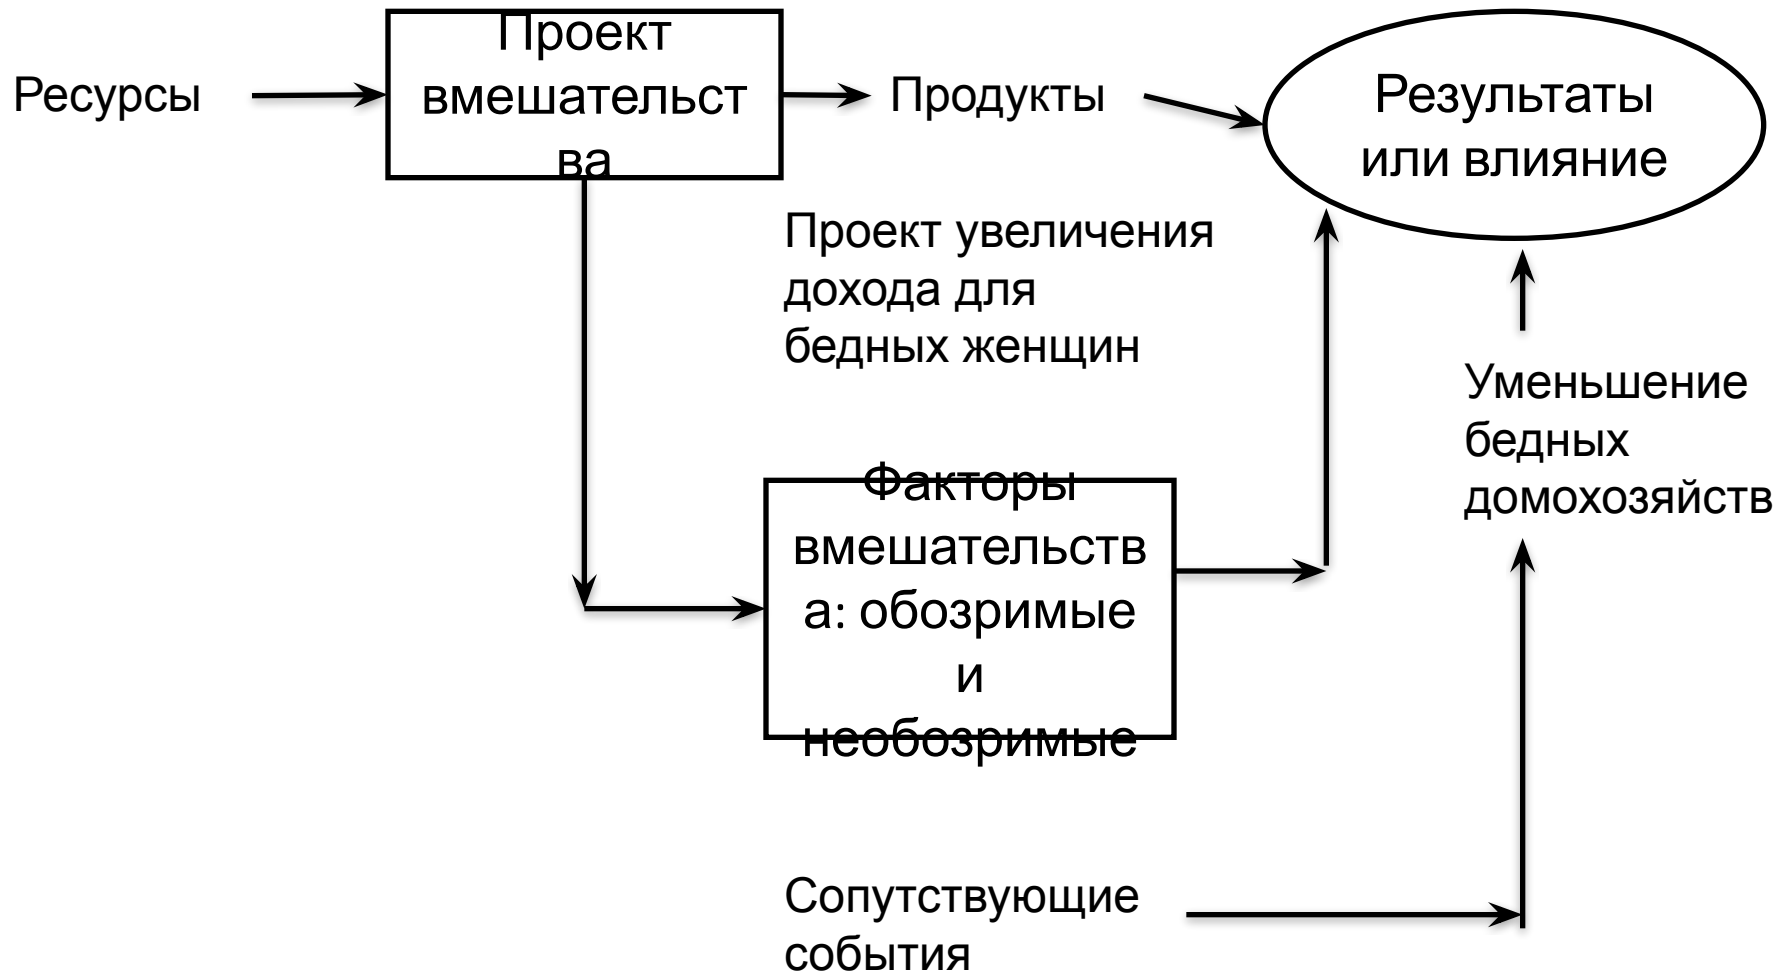 Ресурсы
Проект
вмешательст
ва
Продукты
Результаты
или влияние
Проект увеличения
дохода для
бедных женщин
Уменьшение
бедных
домохозяйств
Факторы
вмешательств
а: обозримые
и
необозримые
Сопутствующие
события